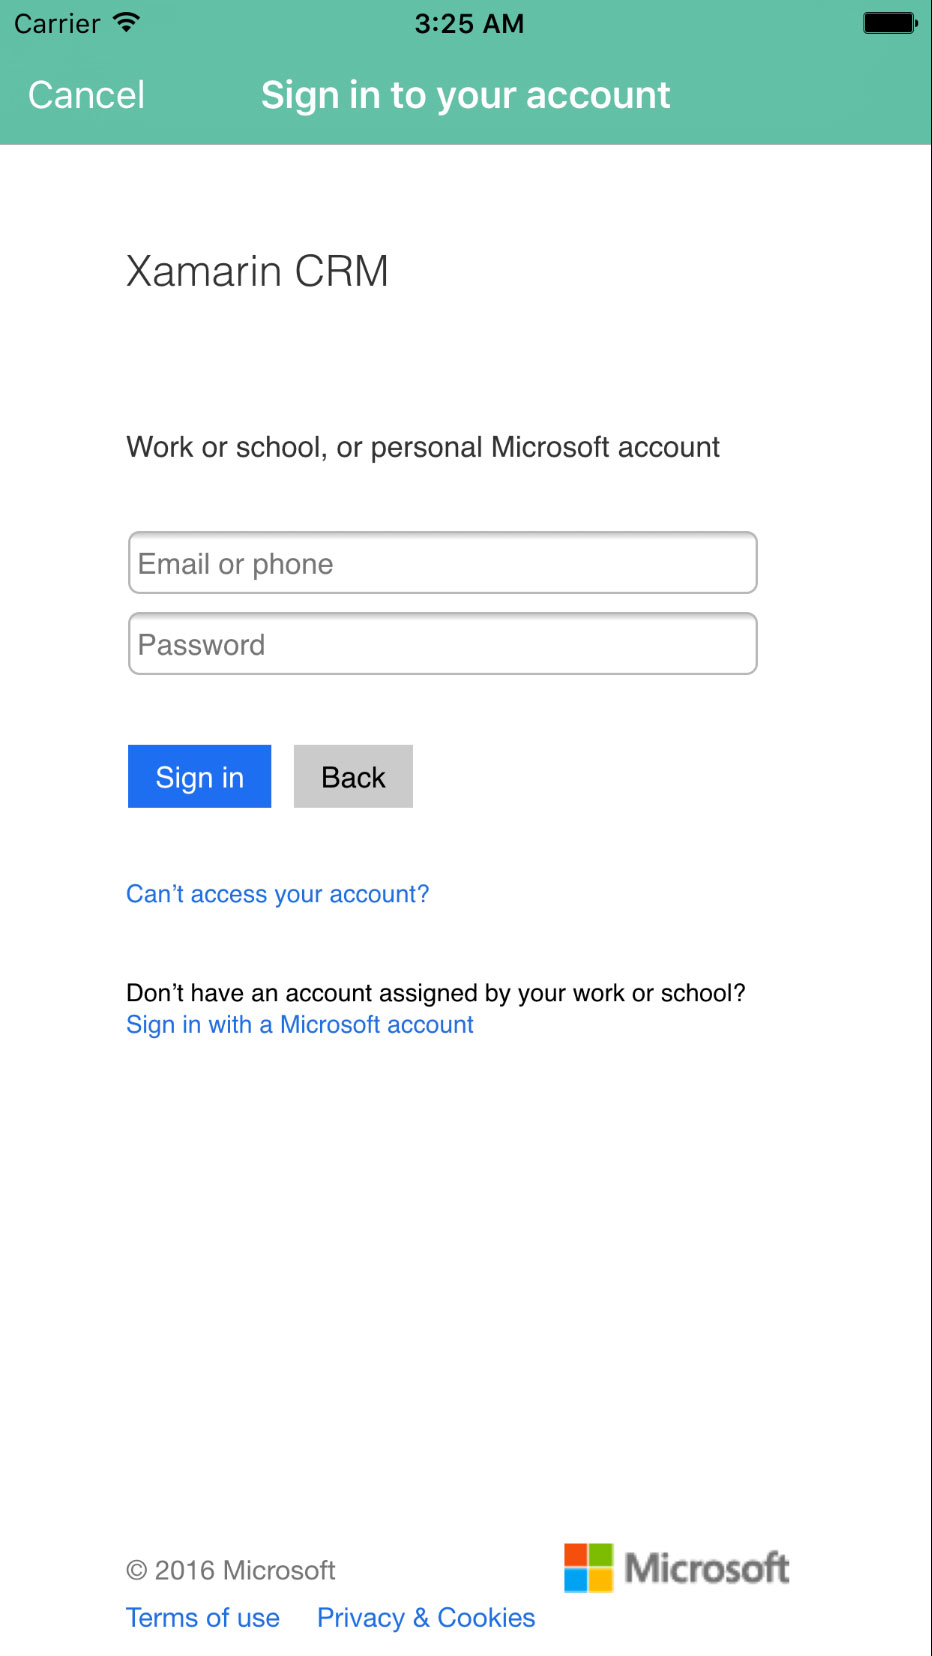 Carrier 3:25 AM
Cancel Sign in to your account
Xamarin CRM
Work or school, or personal Microsoft account
Email or phone
Password
Sign in Back
Can’t access your account?
Don’t have an account assigned by your work or school?
Sign in with a Microsoft account
© 2016 Microsoft Microsoft
Terms of use Privacy & Cookies